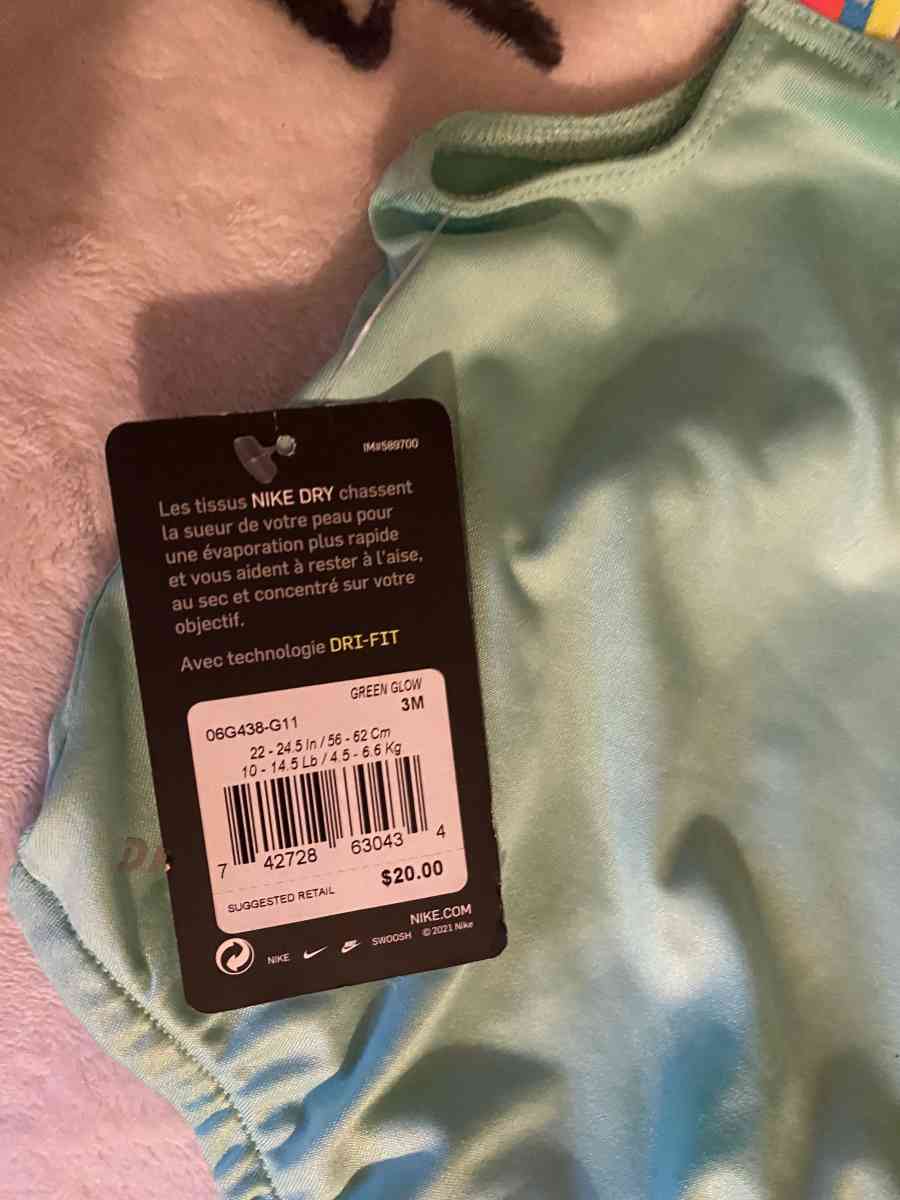 IM#589700
Les tissus NIKE DRY chassent
la sueur de votre peau pour
une évaporation plus rapide
et vous aident à rester à l'aise,
au sec et concentré sur votre
objectif.
Avec technologie DRI-FIT
GREEN GLOW
06G438-G11 3M
22 - 24.5 In / 56 - 62 Cm
10 - 14.5 Lb / 4.5 - 6.6 Kg
7 42728 63043 4
SUGGESTED RETAIL $20.00
NIKE.COM
NIKE SWOOSH © 2021 Nike